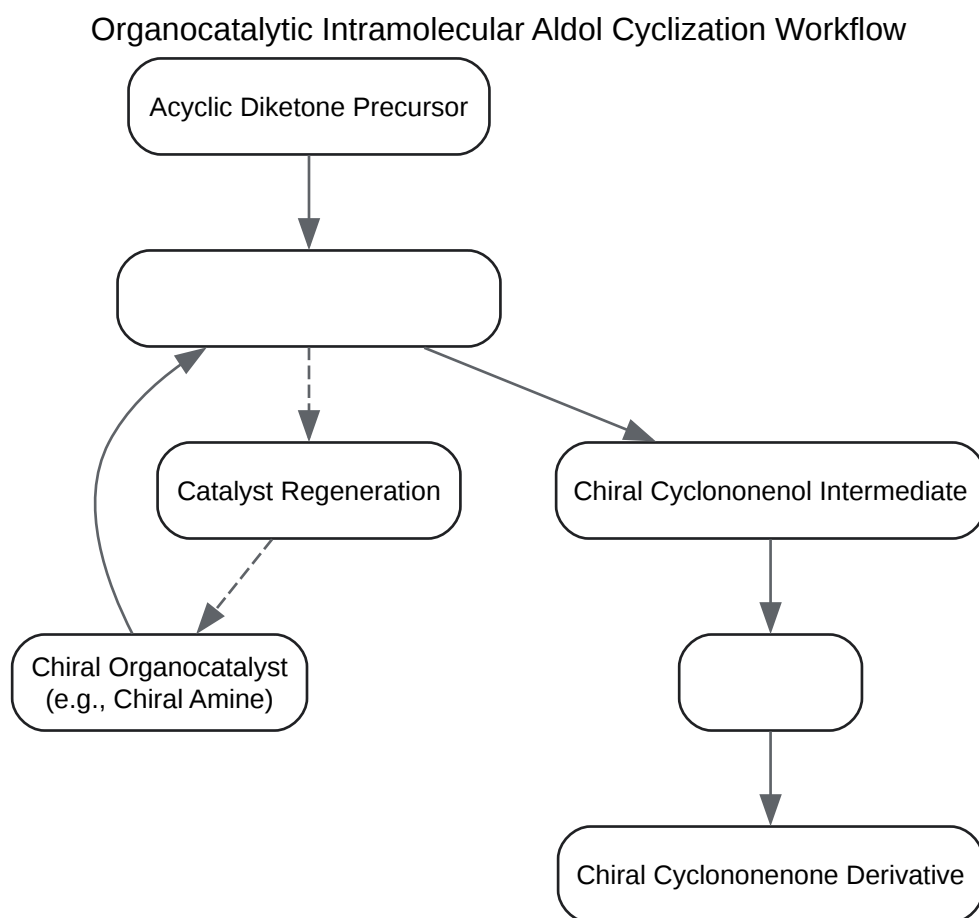 Organocatalytic Intramolecular Aldol Cyclization Workflow
Acyclic Diketone Precursor
Catalyst Regeneration
Chiral Cyclononenol Intermediate
Chiral Organocatalyst
(e.g., Chiral Amine)
Chiral Cyclononenone Derivative